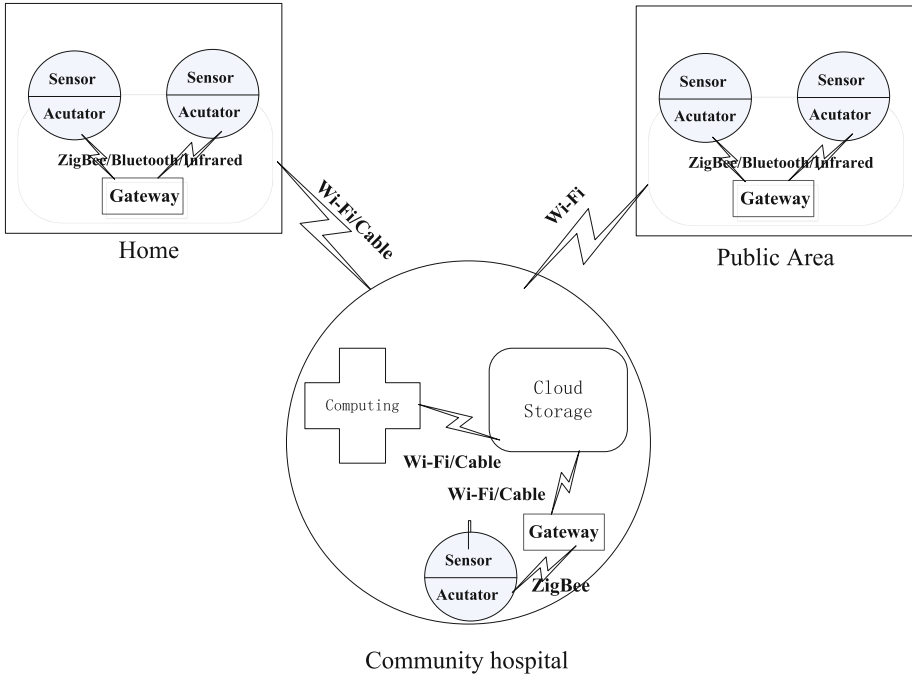 Sensor
Acutator
Sensor
Acutator
ZigBee/Bluetooth/Infrared
Gateway
Home
Sensor
Acutator
Sensor
Acutator
ZigBee/Bluetooth/Infrared
Gateway
Public Area
Wi-Fi/Cable
Wi-Fi
Computing
Cloud
Storage
Wi-Fi/Cable
Wi-Fi/Cable
Gateway
Sensor
Acutator
ZigBee
Community hospital